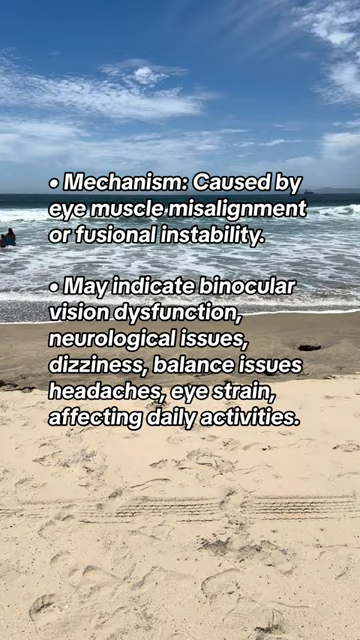 • Mechanism: Caused by
eye muscle misalignment
or fusional instability.
• May indicate binocular
vision dysfunction,
neurological issues,
dizziness, balance issues
headaches, eye strain,
affecting daily activities.